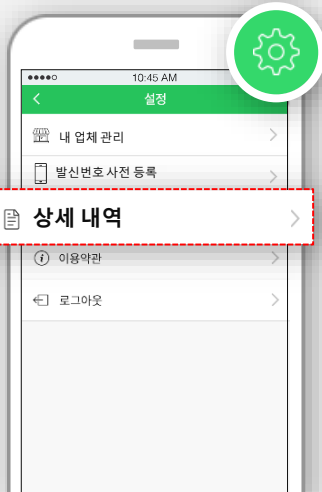 10:45 AM
설정
내 업체 관리
발신번호 사전 등록
상세 내역
이용약관
로그아웃